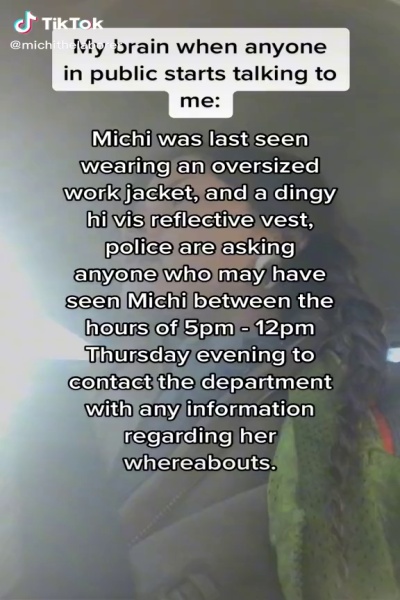 TikTok
@michithelaborer
My brain when anyone
in public starts talking to
me:
Michi was last seen
wearing an oversized
work jacket, and a dingy
hi vis reflective vest,
police are asking
anyone who may have
seen Michi between the
hours of 5pm - 12pm
Thursday evening to
contact the department
with any information
regarding her
whereabouts.